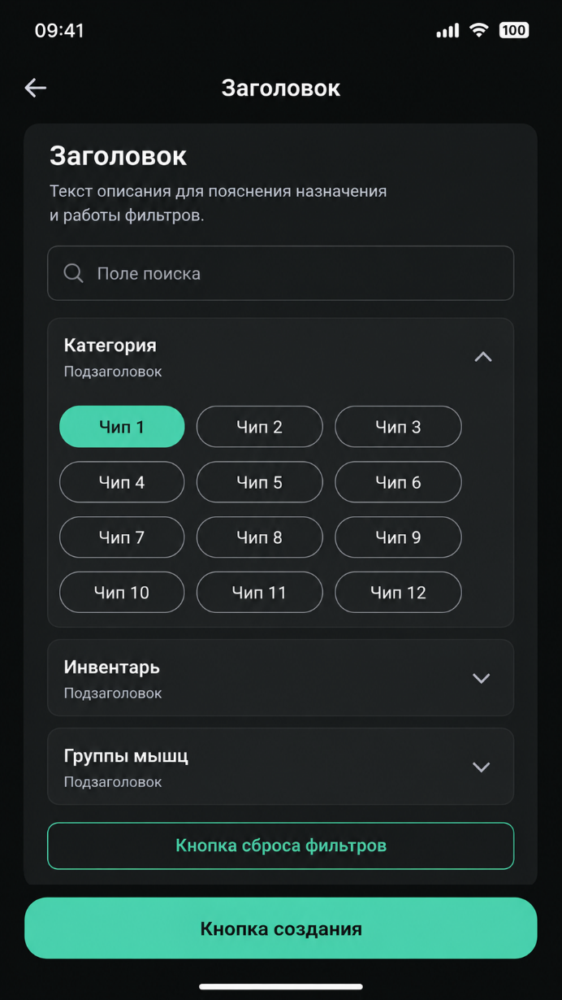 09:41
100
Заголовок
Заголовок
Текст описания для пояснения назначения
и работы фильтров.
Поле поиска
Категория
Подзаголовок
Чип 1 Чип 2 Чип 3
Чип 4 Чип 5 Чип 6
Чип 7 Чип 8 Чип 9
Чип 10 Чип 11 Чип 12
Инвентарь
Подзаголовок
Группы мышц
Подзаголовок
Кнопка сброса фильтров
Кнопка создания